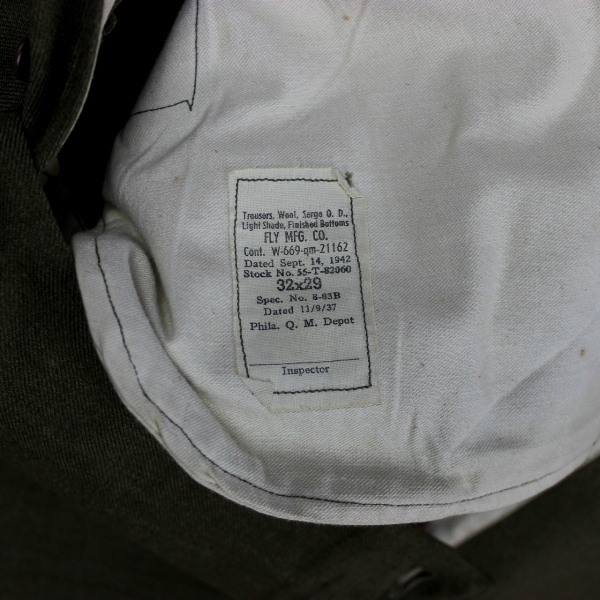 Trousers, Wool, Serge O. D.,
Light Shade, Finished Bottoms
FLY MFG. CO.
Cont. W-669-qm-21162
Dated Sept. 14, 1942
Stock No. 55-T-82060
32x29
Spec. No. 8-83B
Dated 11/9/37
Phila. Q. M. Depot
Inspector